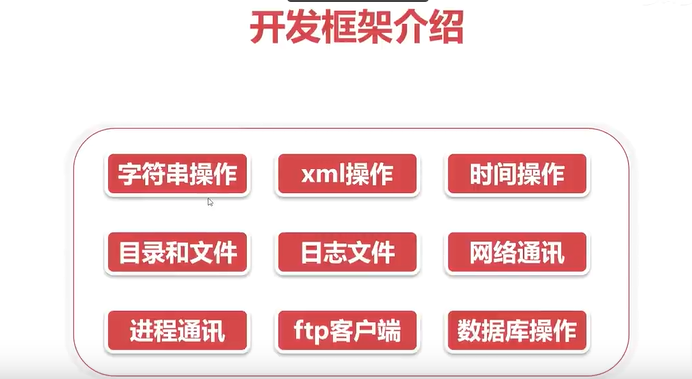 开发框架介绍
字符串操作
xml操作
时间操作
目录和文件
日志文件
网络通讯
进程通讯
ftp客户端
数据库操作